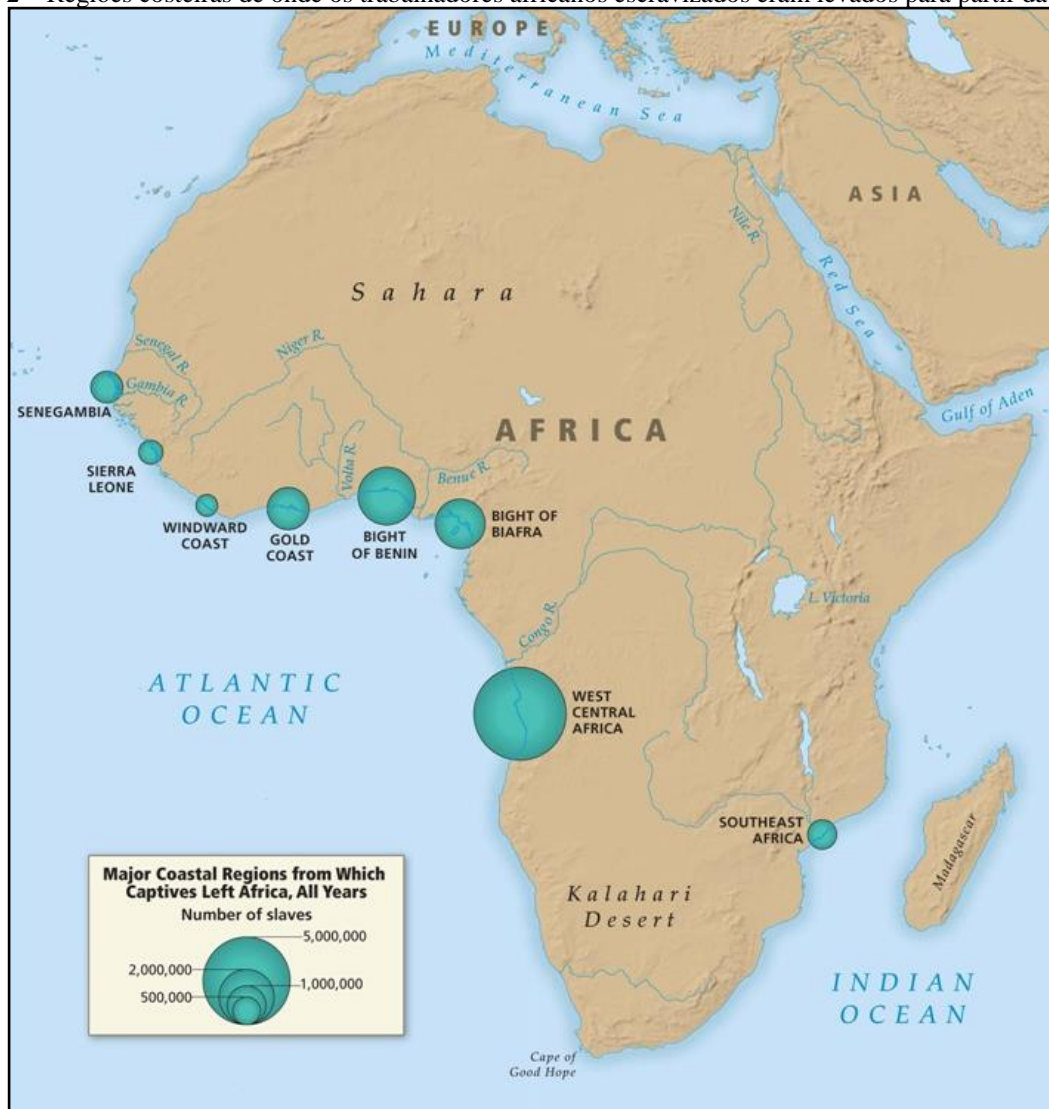 2 – Regiões costeiras de onde os trabalhadores africanos escravizados eram levados para partir da
EUROPE
Mediterranean Sea
ASIA
Nile R.
Red Sea
Sahara
Senegal R.
Niger R.
Gambia R.
SENEGAMBIA
Gulf of Aden
AFRICA
Volta R.
Benue R.
SIERRA
LEONE
WINDWARD
COAST
GOLD
COAST
BIGHT
OF BENIN
BIGHT OF
BIAFRA
L. Victoria
Congo R.
ATLANTIC
OCEAN
WEST
CENTRAL
AFRICA
SOUTHEAST
AFRICA
Madagascar
Major Coastal Regions from Which
Captives Left Africa, All Years
Number of slaves
5,000,000
2,000,000
1,000,000
500,000
Kalahari
Desert
INDIAN
OCEAN
Cape of
Good Hope